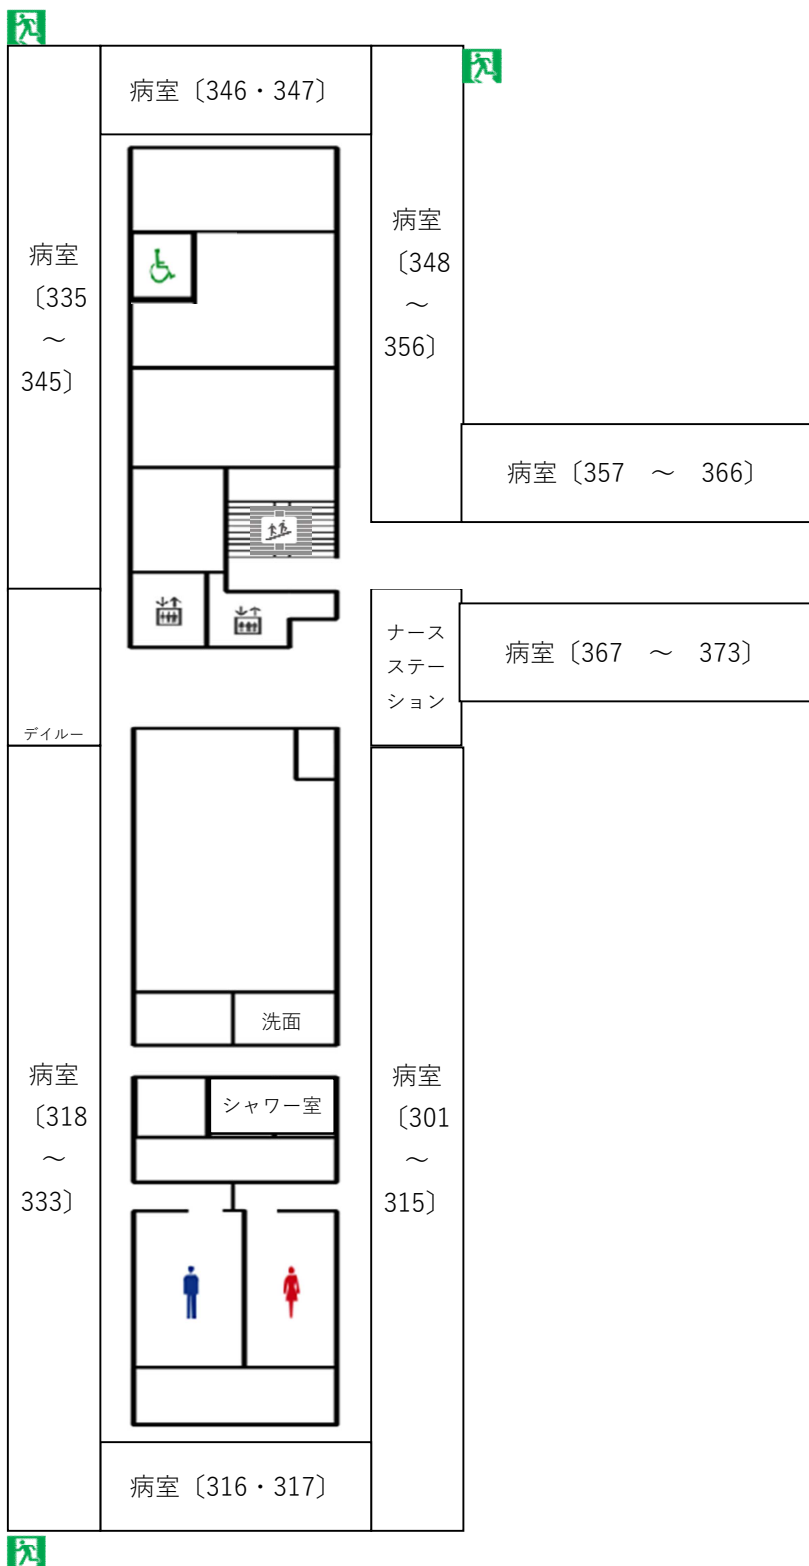 病室〔346・347〕
病室
〔335
～
345〕
病室
〔348
～
356〕
病室〔357　～　366〕
ナース
ステー
ション
病室〔367　～　373〕
デイルー
洗面
シャワー室
病室
〔318
～
333〕
病室
〔301
～
315〕
病室〔316・317〕